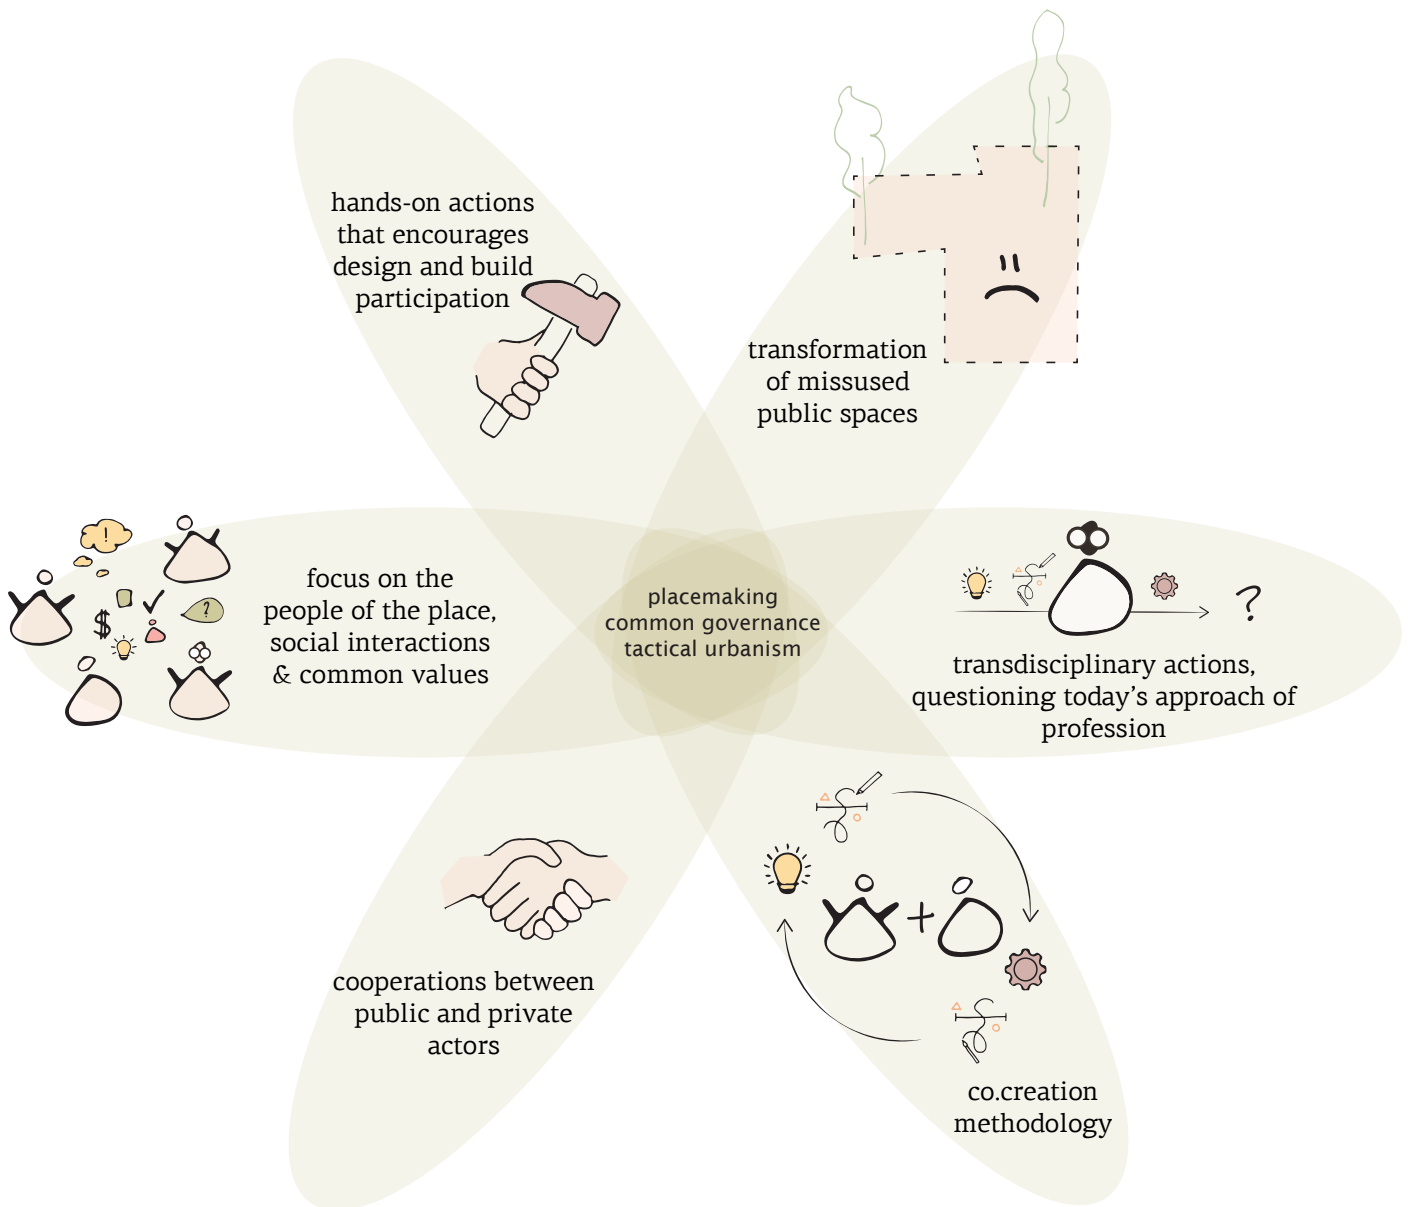 hands-on actions
that encourages
design and build
participation
transformation
of missused
public spaces
focus on the
people of the place,
social interactions
& common values
! 
$
?
placemaking
common governance
tactical urbanism
?
transdisciplinary actions,
questioning today’s approach of
profession
cooperations between
public and private
actors
+
co.creation
methodology